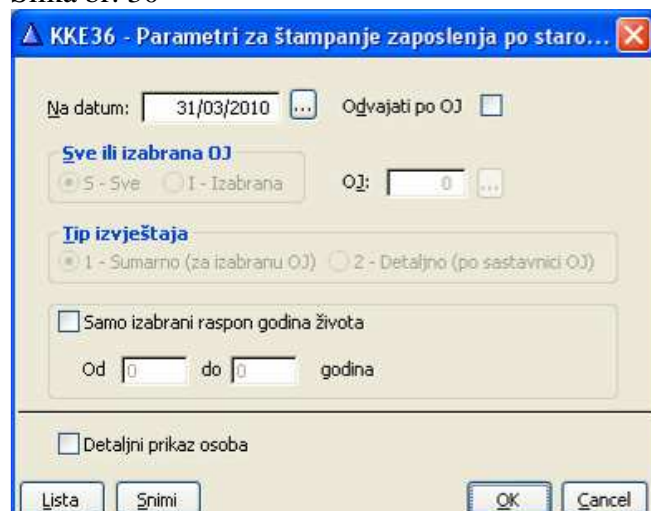 Slika br. 36
KKE36 - Parametri za štampanje zaposlenja po staro...
Na datum: 31/03/2010 ... Odvajati po OJ
Sve ili izabrana OJ
S - Sve I - Izabrana OJ: 0 ...
Tip izvještaja
1 - Sumarno (za izabranu OJ) 2 - Detaljno (po sastavnici OJ)
Samo izabrani raspon godina života
Od 0 do 0 godina
Detaljni prikaz osoba
Lista Snimi OK Cancel